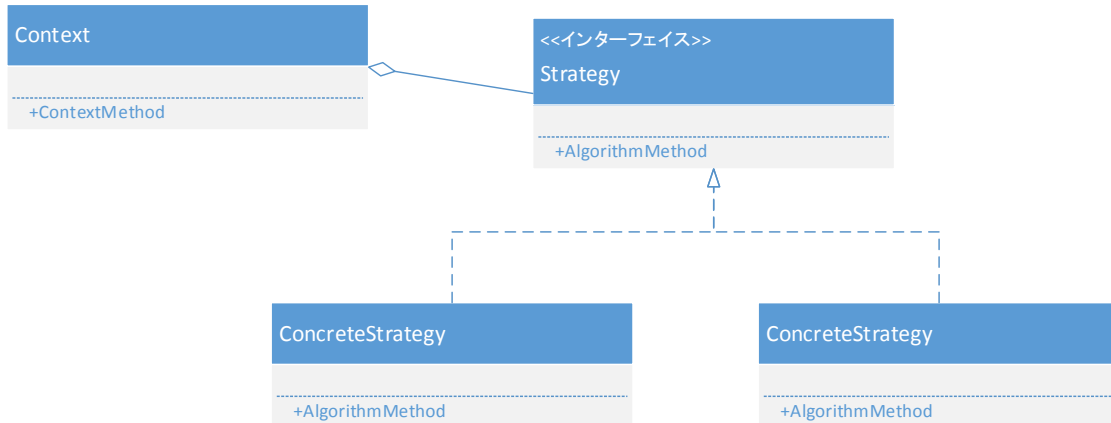 Context
+ContextMethod
<<インターフェイス>>
Strategy
+AlgorithmMethod
ConcreteStrategy
+AlgorithmMethod
ConcreteStrategy
+AlgorithmMethod